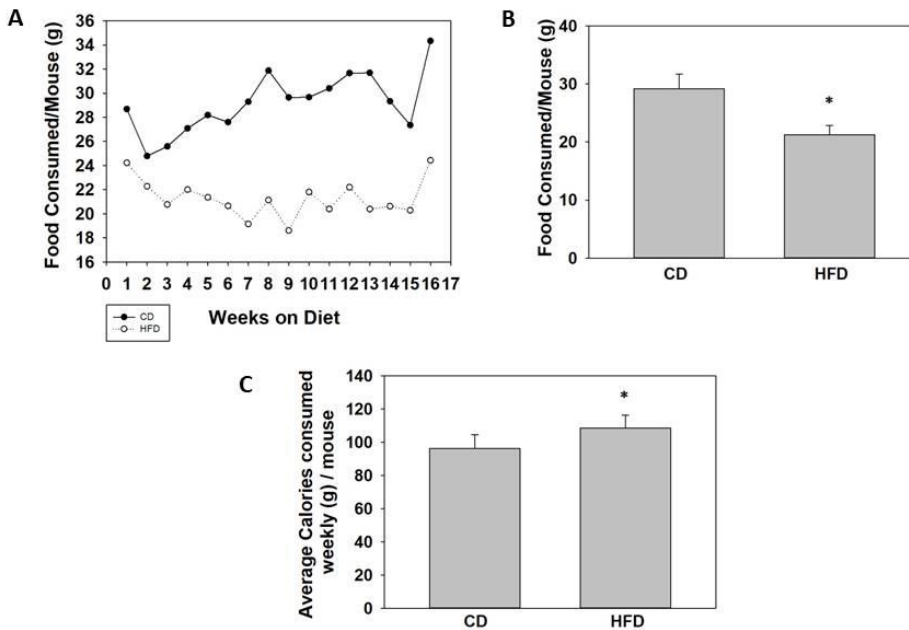 A
Food Consumed/Mouse (g)
36
34
32
30
28
26
24
22
20
18
16
0 1 2 3 4 5 6 7 8 9 10 11 12 13 14 15 16 17
Weeks on Diet
CD
HFD
B
Food Consumed/Mouse (g)
40
30
20
10
0
*
CD HFD
C
Average Calories consumed
weekly (g) / mouse
140
120
100
80
60
40
20
0
*
CD HFD